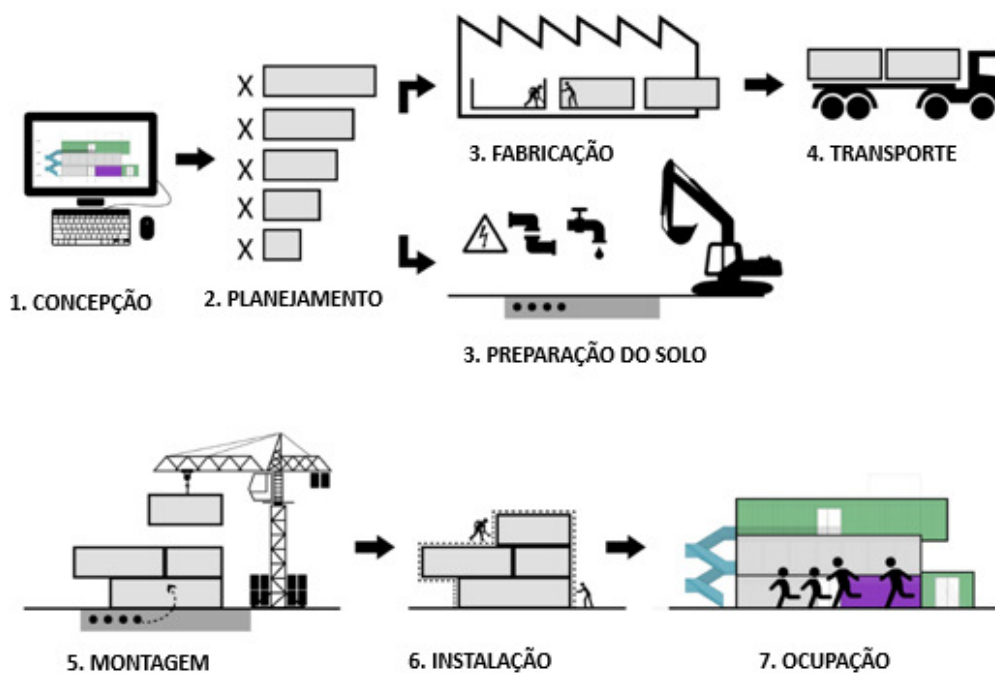 X
X
X
X
X
1. CONCEPÇÃO
2. PLANEJAMENTO
3. FABRICAÇÃO
4. TRANSPORTE
3. PREPARAÇÃO DO SOLO
5. MONTAGEM
6. INSTALAÇÃO
7. OCUPAÇÃO